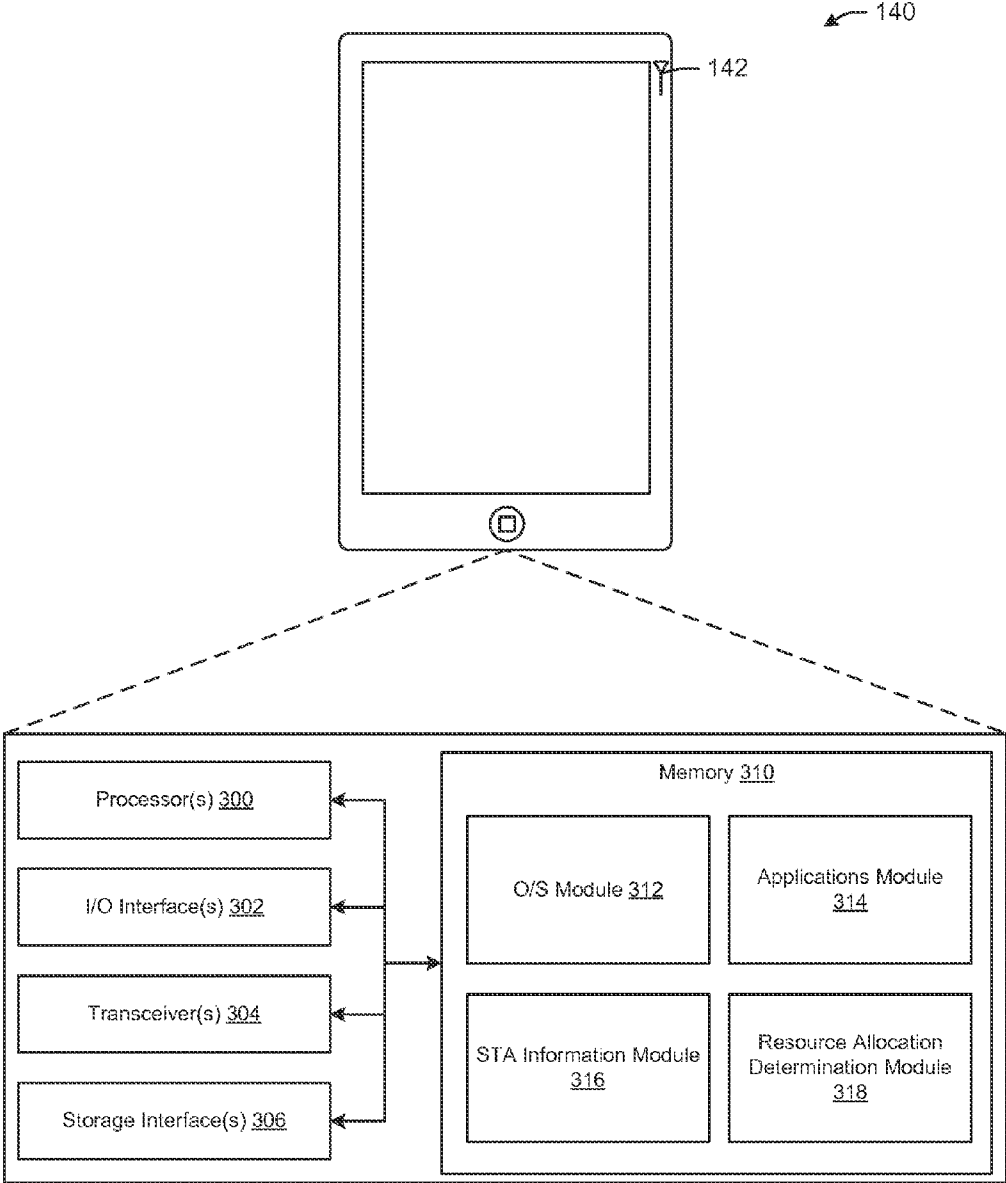 140
142
Processor(s) 300
I/O Interface(s) 302
Transceiver(s) 304
Storage Interface(s) 306
Memory 310
O/S Module 312
Applications Module
314
STA Information Module
316
Resource Allocation
Determination Module
318